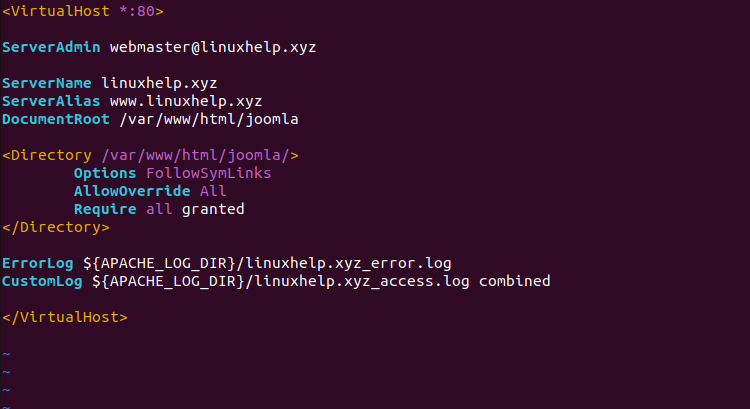 <VirtualHost *:80>
ServerAdmin webmaster@linuxhelp.xyz
ServerName linuxhelp.xyz
ServerAlias www.linuxhelp.xyz
DocumentRoot /var/www/html/joomla
<Directory /var/www/html/joomla/>
        Options FollowSymLinks
        AllowOverride All
        Require all granted
</Directory>
ErrorLog ${APACHE_LOG_DIR}/linuxhelp.xyz_error.log
CustomLog ${APACHE_LOG_DIR}/linuxhelp.xyz_access.log combined
</VirtualHost>
~
~
~
~